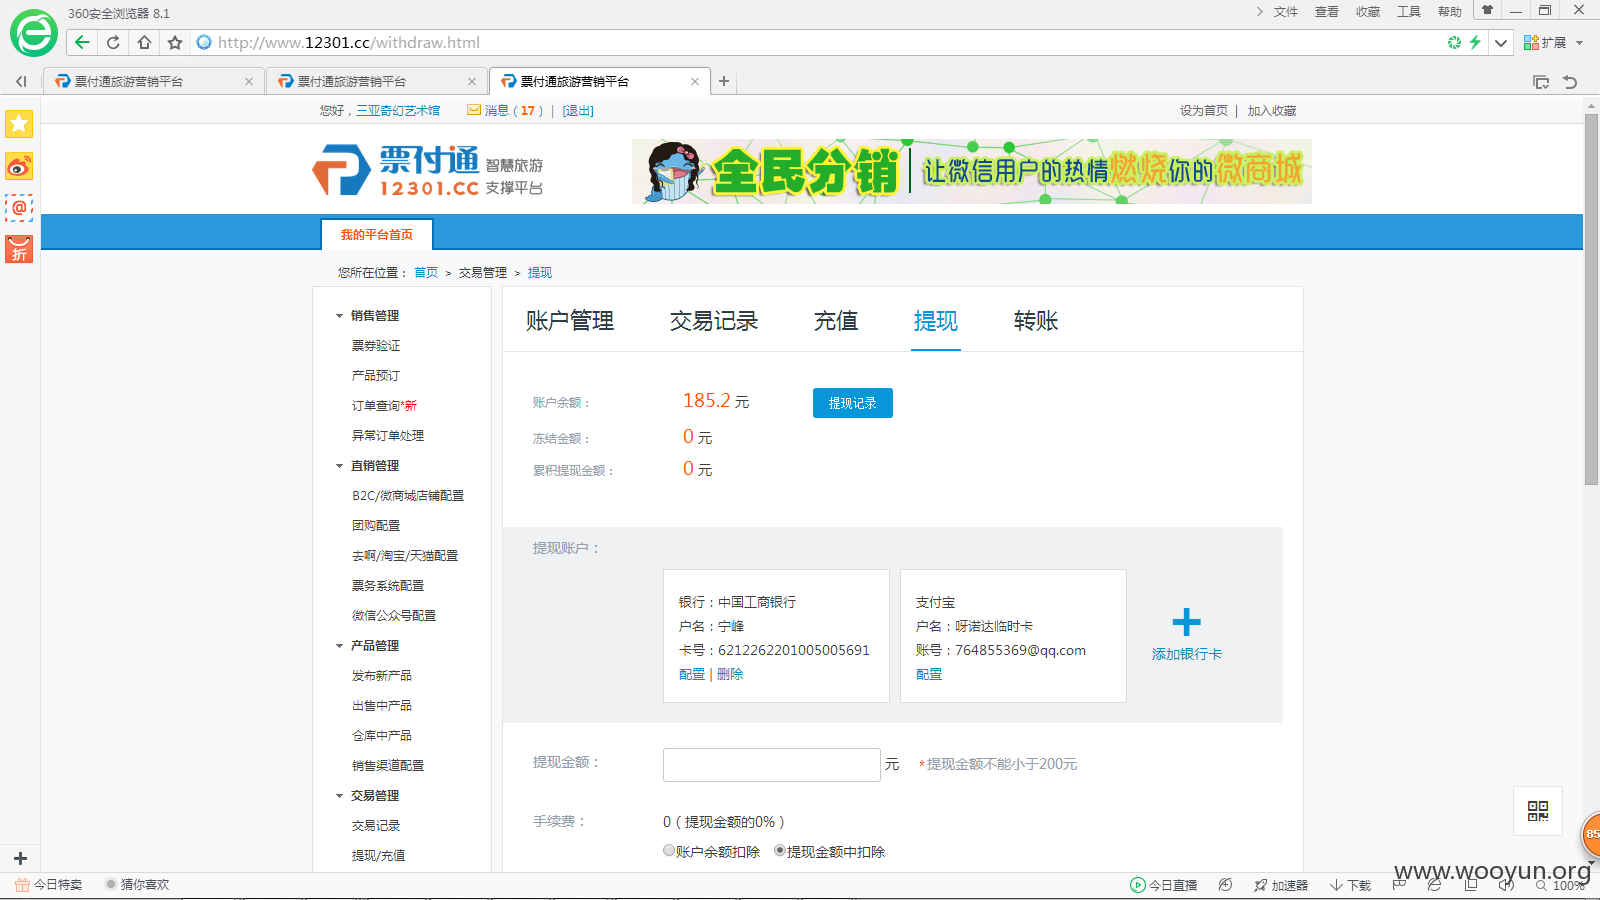 360安全浏览器 8.1
文件 查看 收藏 工具 帮助
http://www.12301.cc/withdraw.html
扩展
票付通旅游营销平台
票付通旅游营销平台
票付通旅游营销平台
您好，三亚奇幻艺术馆 消息（17）| [退出]
设为首页 | 加入收藏
票付通
12301.CC
智慧旅游
支撑平台
全民分销 让微信用户的热情燃烧你的微商城
@
折
我的平台首页
您所在位置： 首页 > 交易管理 > 提现
销售管理
票券验证
产品预订
订单查询*新
异常订单处理
直销管理
B2C/微商城店铺配置
团购配置
去啊/淘宝/天猫配置
票务系统配置
微信公众号配置
产品管理
发布新产品
出售中产品
仓库中产品
销售渠道配置
交易管理
交易记录
提现/充值
账户管理 交易记录 充值 提现 转账
账户余额： 185.2 元 提现记录
冻结金额： 0 元
累积提现金额： 0 元
提现账户：
银行：中国工商银行
户名：宁峰
卡号：6212262201005005691
配置 | 删除
支付宝
户名：呀诺达临时卡
账号：764855369@qq.com
配置
添加银行卡
提现金额： 元 *提现金额不能小于200元
手续费： 0（提现金额的0%）
账户余额扣除 提现金额中扣除
85
www.wooyun.org
今日特卖 猜你喜欢
今日直播 加速器 下载 100%